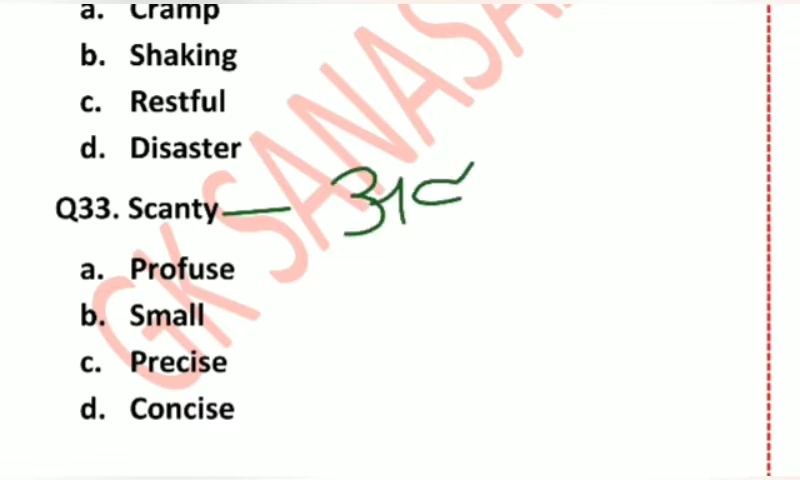 a. Cramp
b. Shaking
c. Restful
d. Disaster
Q33. Scanty
a. Profuse
b. Small
c. Precise
d. Concise
GK SANASA